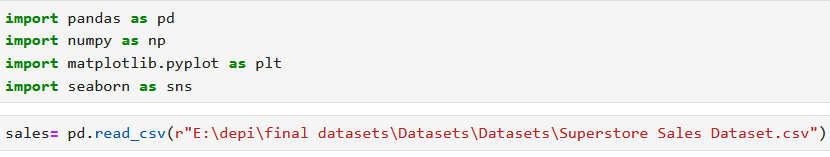 import pandas as pd
import numpy as np
import matplotlib.pyplot as plt
import seaborn as sns
sales= pd.read_csv(r"E:\depi\final datasets\Datasets\Datasets\Superstore Sales Dataset.csv")